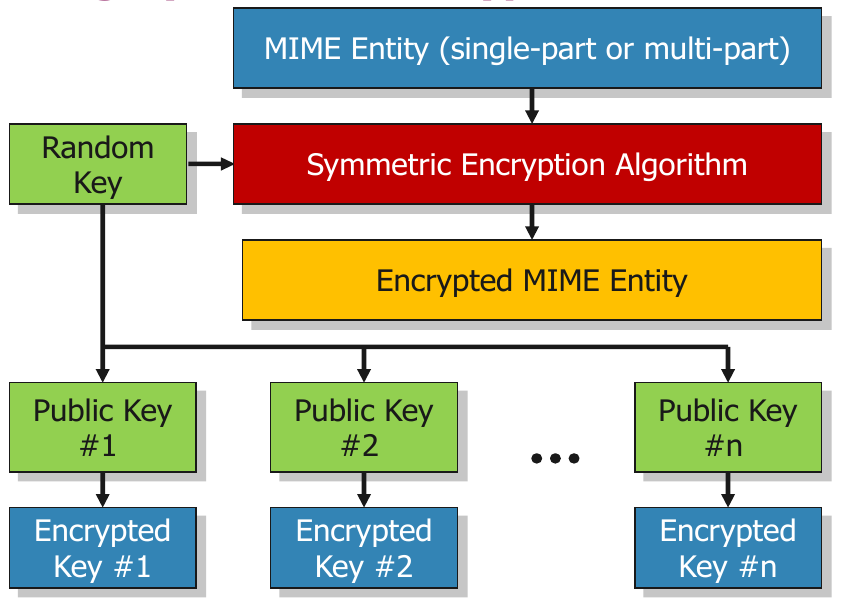 MIME Entity (single-part or multi-part)
Random
Key
Symmetric Encryption Algorithm
Encrypted MIME Entity
Public Key
#1
Public Key
#2
...
Public Key
#n
Encrypted
Key #1
Encrypted
Key #2
Encrypted
Key #n